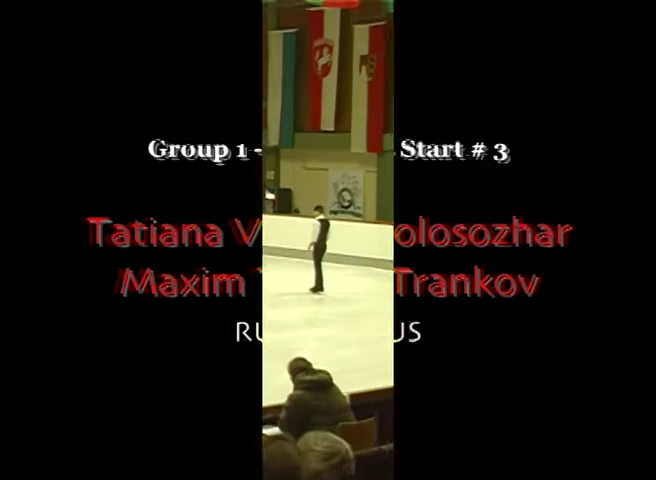 Group 1 - Start # 3
Tatiana V olosozhar
Maxim Trankov
RU US